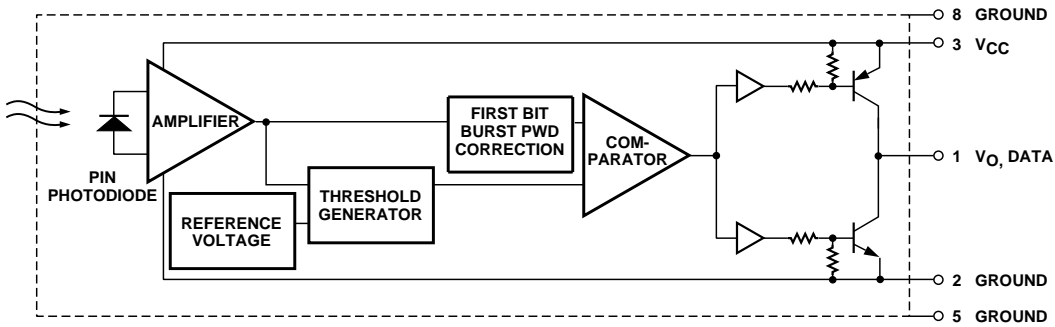 8 GROUND
3 VCC
AMPLIFIER
FIRST BIT
BURST PWD
CORRECTION
COM-
PARATOR
1 VO, DATA
PIN
PHOTODIODE
THRESHOLD
GENERATOR
REFERENCE
VOLTAGE
2 GROUND
5 GROUND